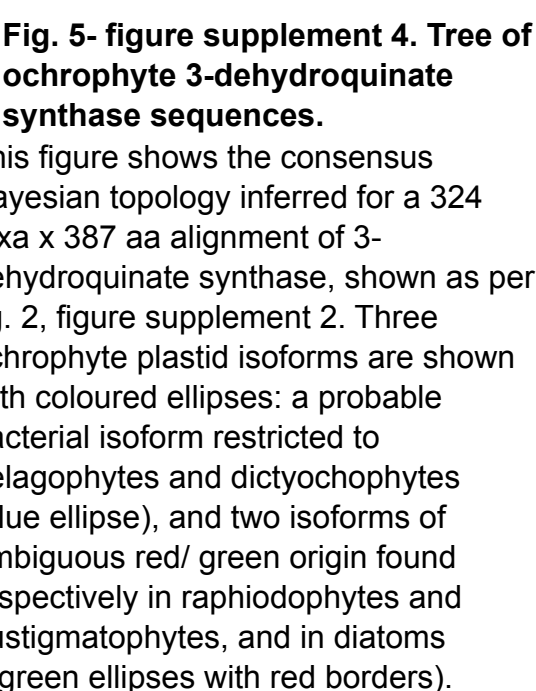 Fig. 5- figure supplement 4. Tree of
ochrophyte 3-dehydroquinate
synthase sequences.
his figure shows the consensus
ayesian topology inferred for a 324
xa x 387 aa alignment of 3-
ehydroquinate synthase, shown as per
g. 2, figure supplement 2. Three
chrophyte plastid isoforms are shown
th coloured ellipses: a probable
acterial isoform restricted to
elagophytes and dictyochophytes
lue ellipse), and two isoforms of
mbiguous red/ green origin found
spectively in raphiodophytes and
ustigmatophytes, and in diatoms
green ellipses with red borders).